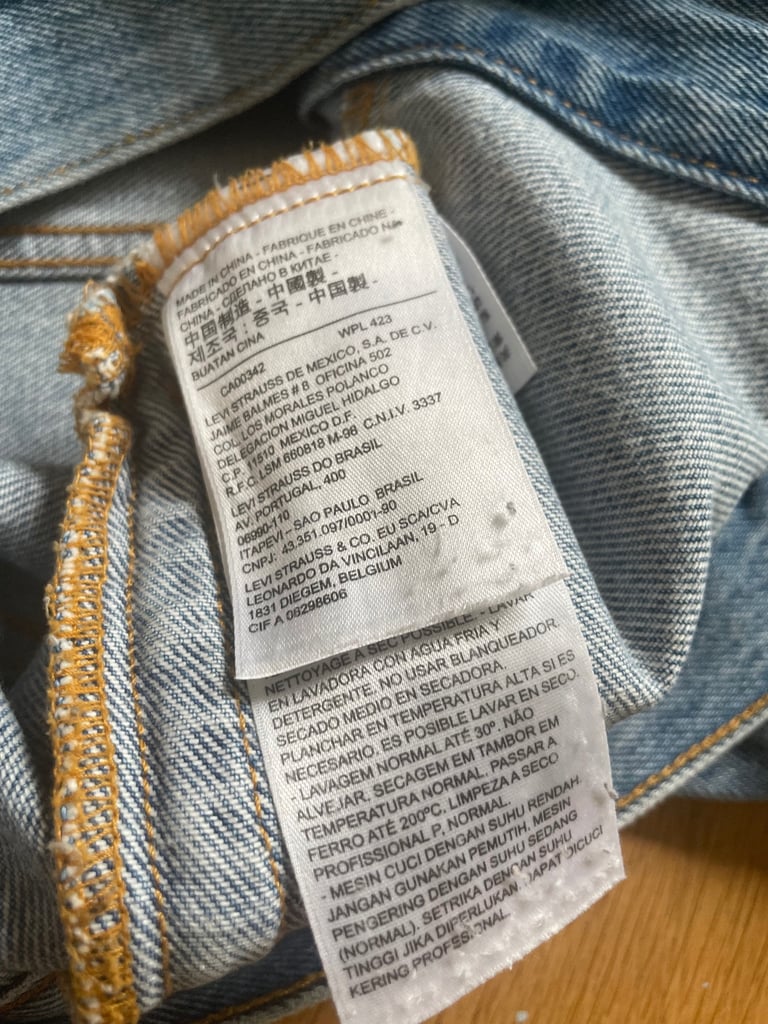 MADE IN CHINA - FABRIQUE EN CHINE -
FABRICADO EN CHINA - FABRICADO NA
CHINA - СДЕЛАНО В КИТАЕ -
中国制造 - 中國製 -
제조국 : 중국 - 中国製 -
BUATAN CINA
CA00342 WPL 423
LEVI STRAUSS DE MEXICO, S.A. DE C.V.
JAIME BALMES # 8 OFICINA 502
COL. LOS MORALES POLANCO
DELEGACION MIGUEL HIDALGO
C.P. 11510 MEXICO D.F.
R.F.C. LSM 660818 M-98 C.N.I.V. 3337
LEVI STRAUSS DO BRASIL
AV. PORTUGAL, 400
06990-110
ITAPEVI - SAO PAULO BRASIL
CNPJ: 43.351.097/0001-90
LEVI STRAUSS & CO. EU SCA/CVA
LEONARDO DA VINCILAAN, 19 - D
1831 DIEGEM, BELGIUM
CIF A 06298606
NETTOYAGE A SEC POSSIBLE. - LAVAR
EN LAVADORA CON AGUA FRIA Y
DETERGENTE. NO USAR BLANQUEADOR.
SECADO MEDIO EN SECADORA.
PLANCHAR EN TEMPERATURA ALTA SI ES
NECESARIO. ES POSIBLE LAVAR EN SECO.
- LAVAGEM NORMAL ATÉ 30º. NÃO
ALVEJAR. SECAGEM EM TAMBOR EM
TEMPERATURA NORMAL. PASSAR A
FERRO ATÉ 200ºC. LIMPEZA A SECO
PROFISSIONAL P, NORMAL.
- MESIN CUCI DENGAN SUHU RENDAH.
JANGAN GUNAKAN PEMUTIH. MESIN
PENGERING DENGAN SUHU SEDANG
(NORMAL). SETRIKA DENGAN SUHU
TINGGI JIKA DIPERLUKAN. DAPAT DICUCI
KERING PROFESIONAL.